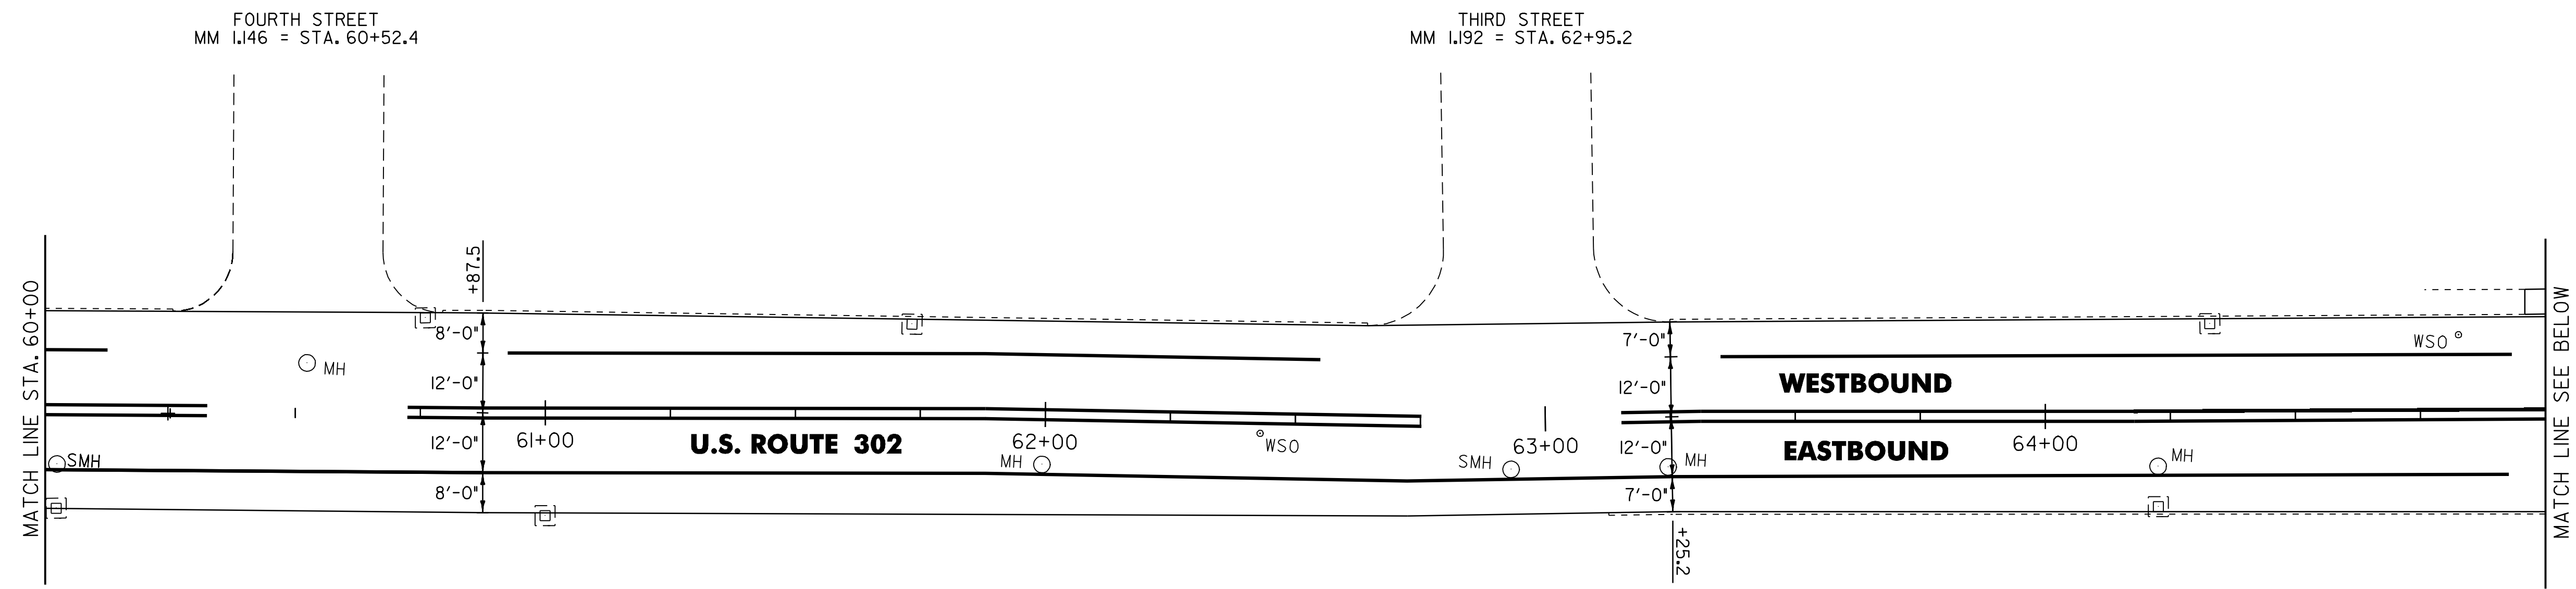 FOURTH STREET
MM 1.146 = STA. 60+52.4
THIRD STREET
MM 1.192 = STA. 62+95.2
MATCH LINE STA. 60+00
+87.5
8'-0"
12'-0"
12'-0"
8'-0"
MH
SMH
61+00
U.S. ROUTE 302
62+00
MH
WSO
SMH
63+00
7'-0"
12'-0"
12'-0"
7'-0"
MH
+25.2
WESTBOUND
EASTBOUND
64+00
MH
WSO
MATCH LINE SEE BELOW